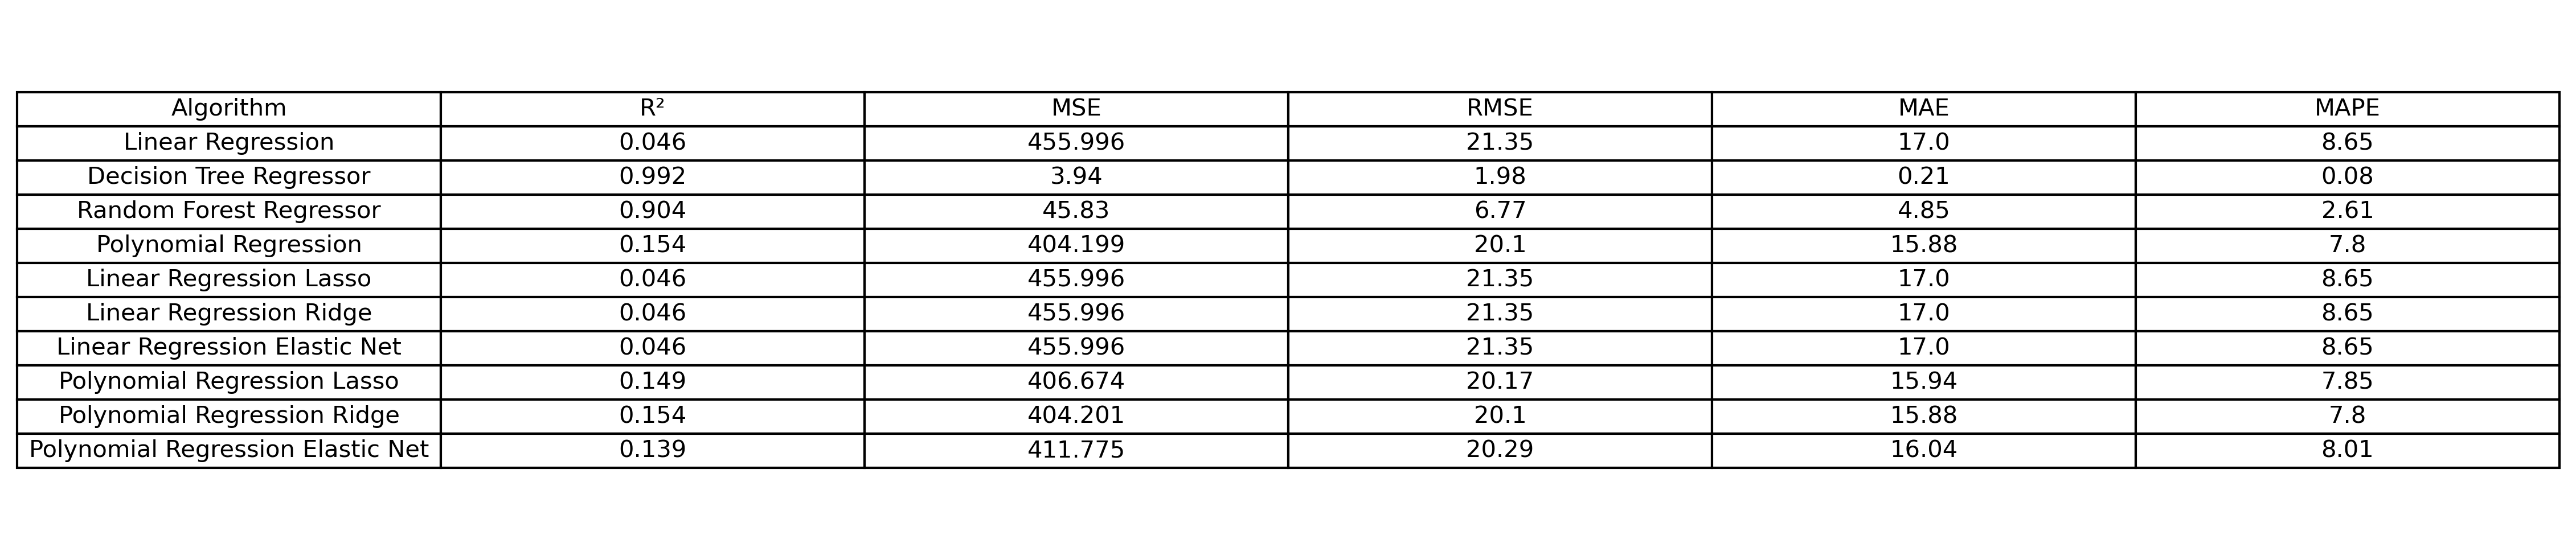 Algorithm R² MSE RMSE MAE MAPE
Linear Regression 0.046 455.996 21.35 17.0 8.65
Decision Tree Regressor 0.992 3.94 1.98 0.21 0.08
Random Forest Regressor 0.904 45.83 6.77 4.85 2.61
Polynomial Regression 0.154 404.199 20.1 15.88 7.8
Linear Regression Lasso 0.046 455.996 21.35 17.0 8.65
Linear Regression Ridge 0.046 455.996 21.35 17.0 8.65
Linear Regression Elastic Net 0.046 455.996 21.35 17.0 8.65
Polynomial Regression Lasso 0.149 406.674 20.17 15.94 7.85
Polynomial Regression Ridge 0.154 404.201 20.1 15.88 7.8
Polynomial Regression Elastic Net 0.139 411.775 20.29 16.04 8.01